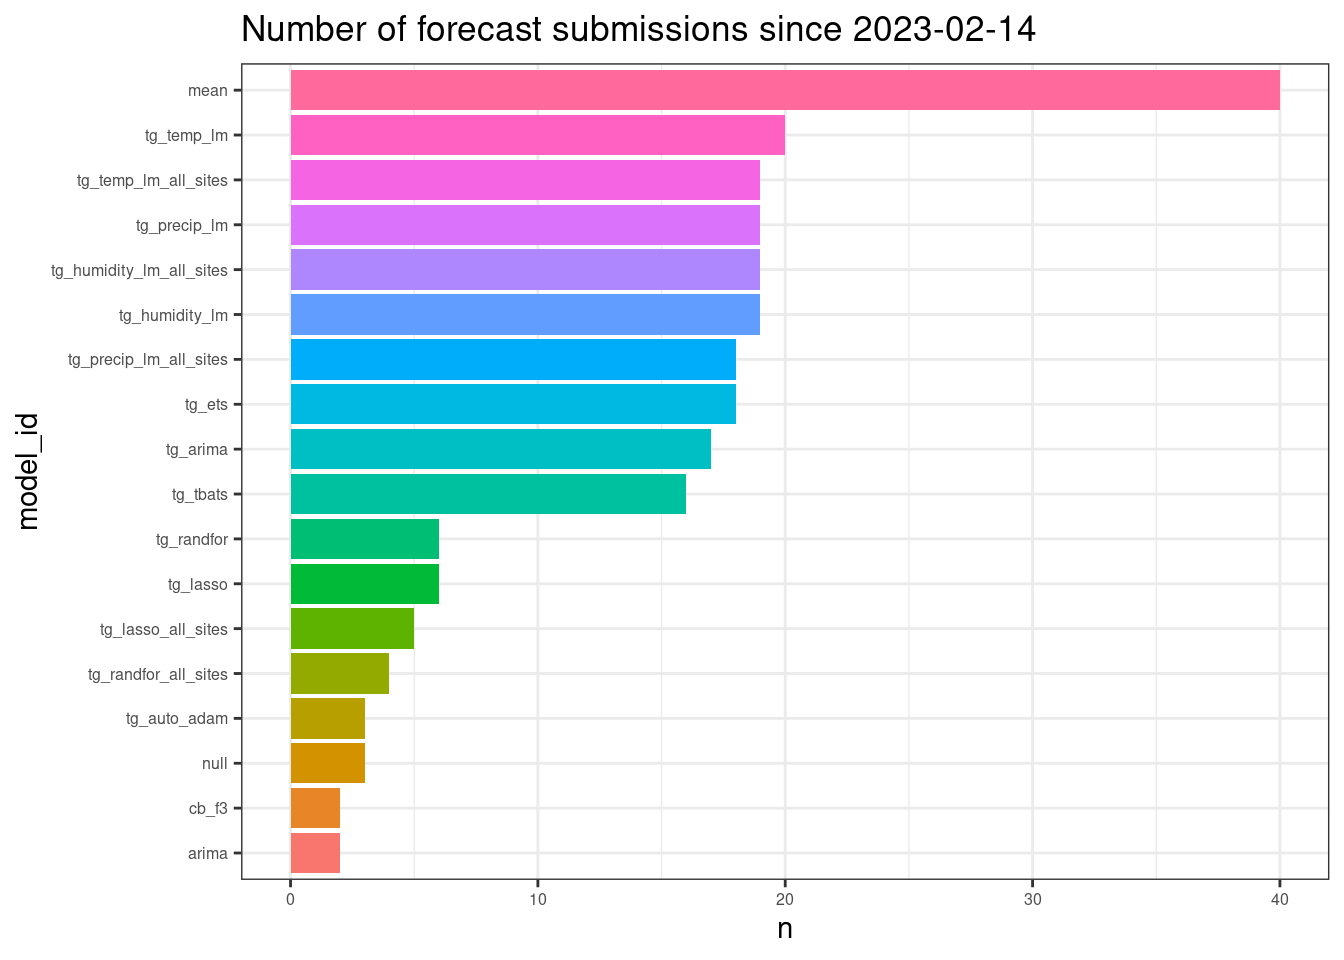 Number of forecast submissions since 2023-02-14
mean
tg_temp_lm
tg_temp_lm_all_sites
tg_precip_lm
tg_humidity_lm_all_sites
tg_humidity_lm
tg_precip_lm_all_sites
tg_ets
tg_arima
tg_tbats
tg_randfor
tg_lasso
tg_lasso_all_sites
tg_randfor_all_sites
tg_auto_adam
null
cb_f3
arima
model_id
0 10 20 30 40
n